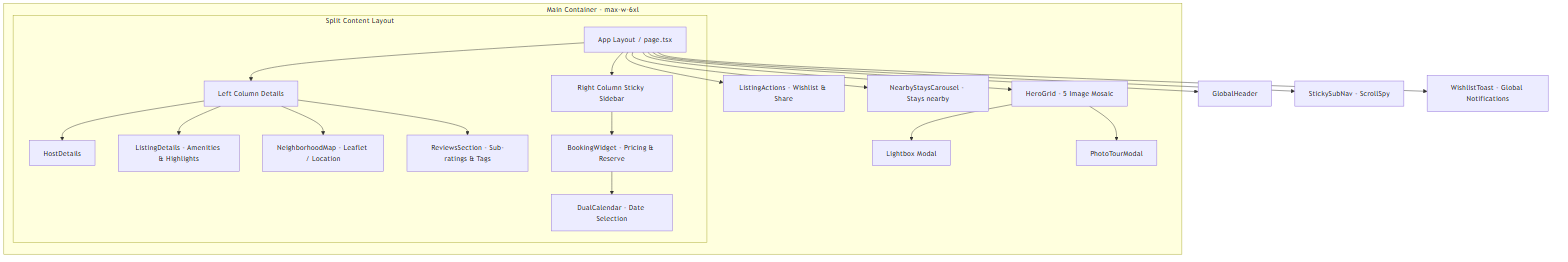 Main Container - max-w-6xl
Split Content Layout
App Layout / page.tsx
Left Column Details
Right Column Sticky
Sidebar
ListingActions - Wishlist &
Share
NearbyStaysCarousel -
Stays nearby
HeroGrid - 5 Image Mosaic
GlobalHeader
StickySubNav - ScrollSpy
WishlistToast - Global
Notifications
HostDetails
ListingDetails - Amenities
& Highlights
NeighborhoodMap - Leaflet
/ Location
ReviewsSection - Sub-
ratings & Tags
BookingWidget - Pricing &
Reserve
Lightbox Modal
PhotoTourModal
DualCalendar - Date
Selection